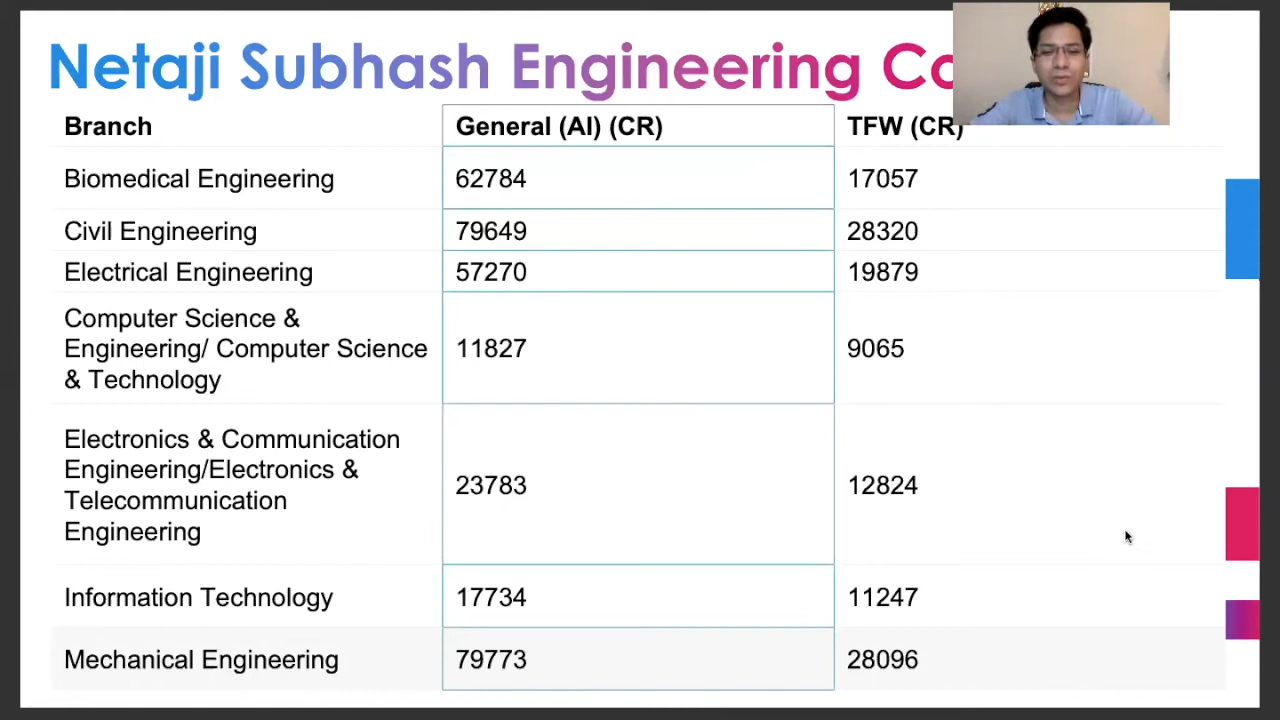 Netaji Subhash Engineering
Branch General (AI) (CR) TFW (CR)
Biomedical Engineering 62784 17057
Civil Engineering 79649 28320
Electrical Engineering 57270 19879
Computer Science &
Engineering/ Computer Science
& Technology
11827 9065
Electronics & Communication
Engineering/Electronics &
Telecommunication
Engineering
23783 12824
Information Technology 17734 11247
Mechanical Engineering 79773 28096